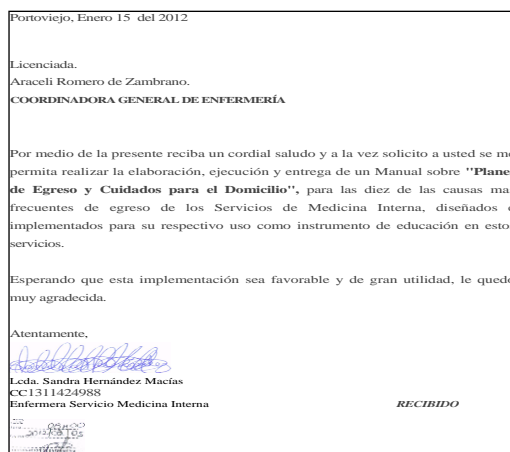 Portoviejo, Enero 15 del 2012
Licenciada.
Araceli Romero de Zambrano.
COORDINADORA GENERAL DE ENFERMERÍA
Por medio de la presente reciba un cordial saludo y a la vez solicito a usted se me
permita realizar la elaboración, ejecución y entrega de un Manual sobre "Planes
de Egreso y Cuidados para el Domicilio", para las diez de las causas mas
frecuentes de egreso de los Servicios de Medicina Interna, diseñados e
implementados para su respectivo uso como instrumento de educación en estos
servicios.
Esperando que esta implementación sea favorable y de gran utilidad, le quedo
muy agradecida.
Atentamente,
Lcda. Sandra Hernández Macías
CC1311424988
Enfermera Servicio Medicina Interna
RECIBIDO